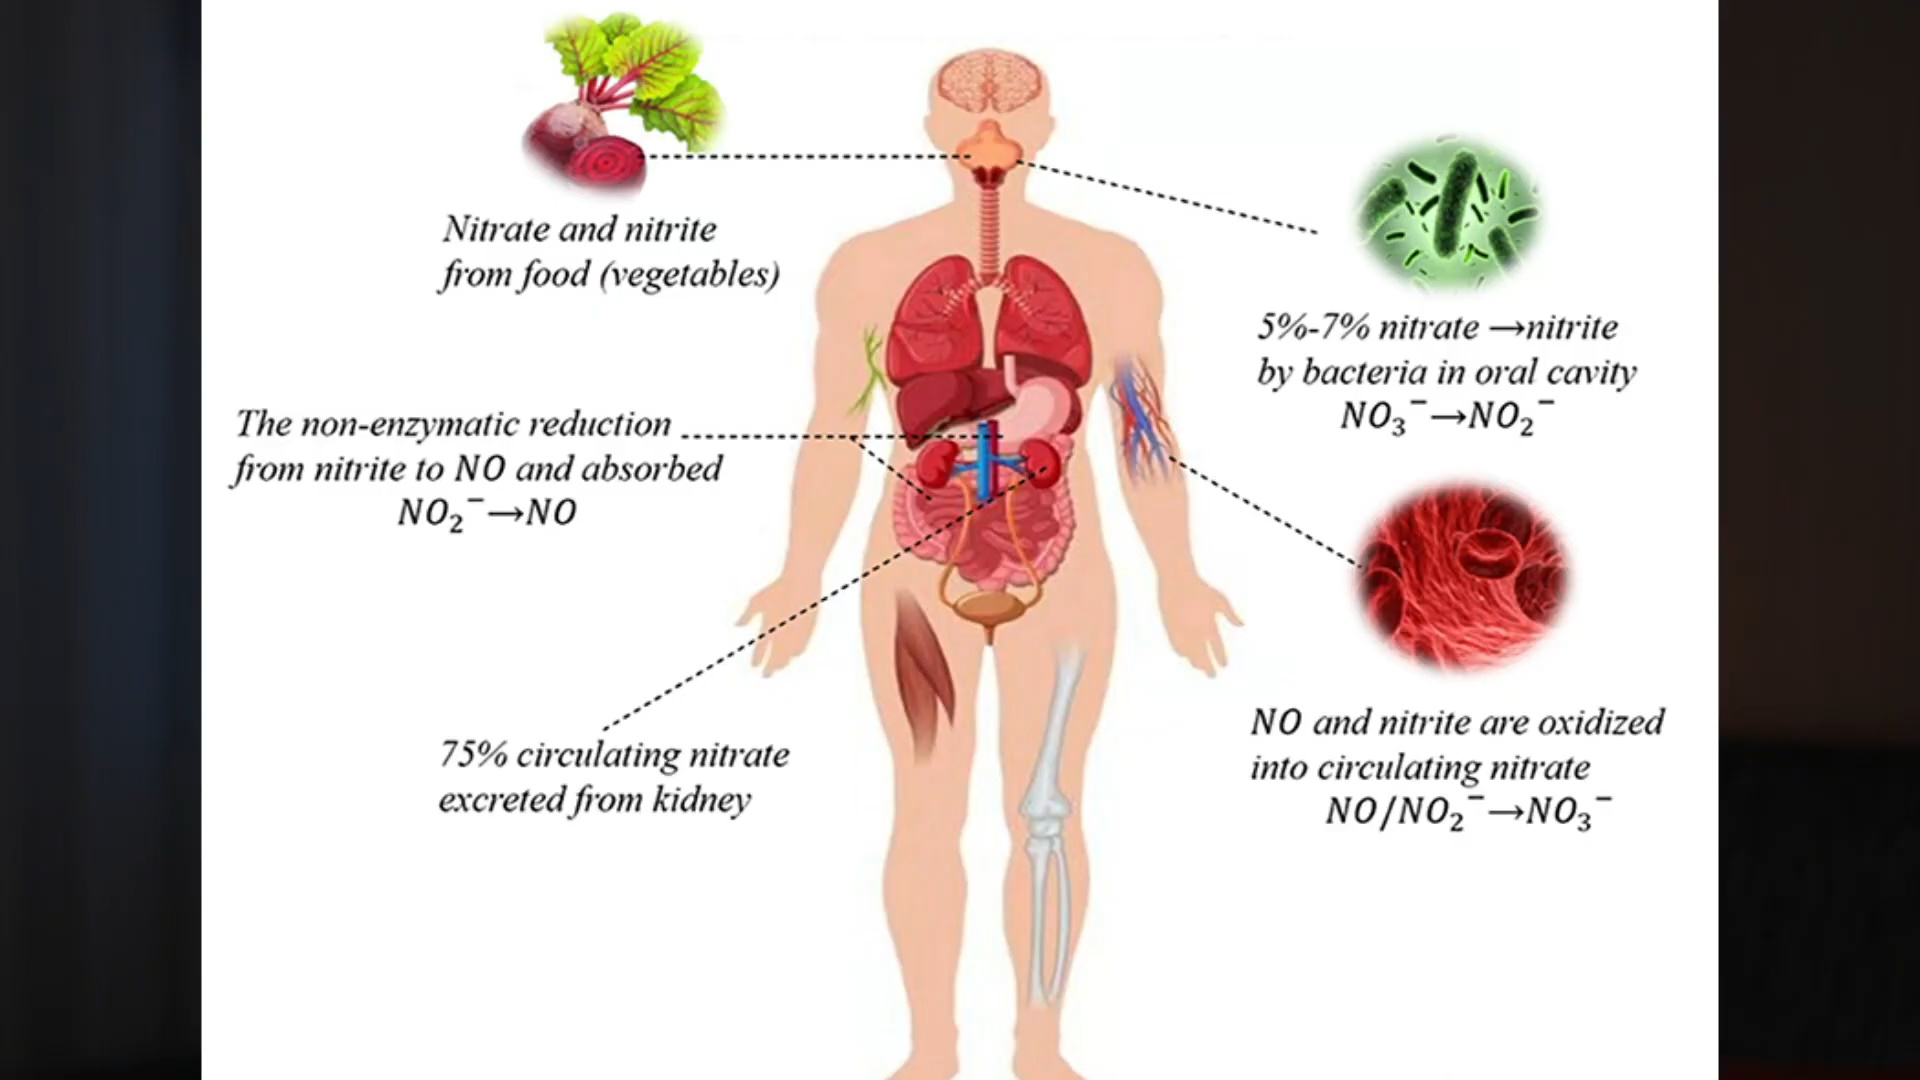 Nitrate and nitrite
from food (vegetables)
5%-7% nitrate →nitrite
by bacteria in oral cavity
NO₃⁻→NO₂⁻
The non-enzymatic reduction
from nitrite to NO and absorbed
NO₂⁻→NO
75% circulating nitrate
excreted from kidney
NO and nitrite are oxidized
into circulating nitrate
NO/NO₂⁻→NO₃⁻